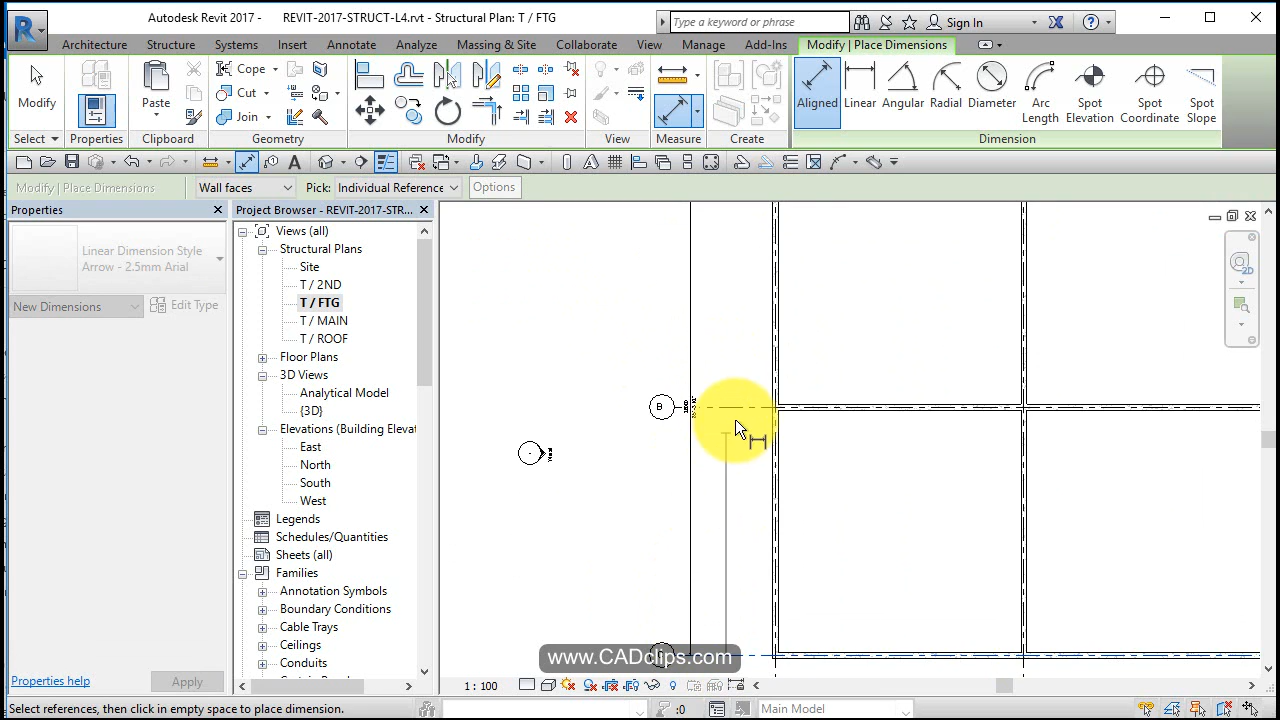 Autodesk Revit 2017 - REVIT-2017-STRUCT-L4.rvt - Structural Plan: T / FTG
Type a keyword or phrase
Sign In
Architecture Structure Systems Insert Annotate Analyze Massing & Site Collaborate View Manage Add-Ins Modify | Place Dimensions
Modify Paste Cope Cut Join Aligned Linear Angular Radial Diameter Arc Length Spot Elevation Spot Coordinate Spot Slope
Select Properties Clipboard Geometry Modify View Measure Create Dimension
Modify | Place Dimensions Wall faces Pick: Individual Reference Options
Properties
Project Browser - REVIT-2017-STR...
Linear Dimension Style
Arrow - 2.5mm Arial
New Dimensions Edit Type
Views (all)
Structural Plans
Site
T / 2ND
T / FTG
T / MAIN
T / ROOF
Floor Plans
3D Views
Analytical Model
{3D}
Elevations (Building Elevat
East
North
South
West
Legends
Schedules/Quantities
Sheets (all)
Families
Annotation Symbols
Boundary Conditions
Cable Trays
Ceilings
Conduits
2D
B
www.CADclips.com
Properties help
Apply
1 : 100
Select references, then click in empty space to place dimension.
:0
Main Model